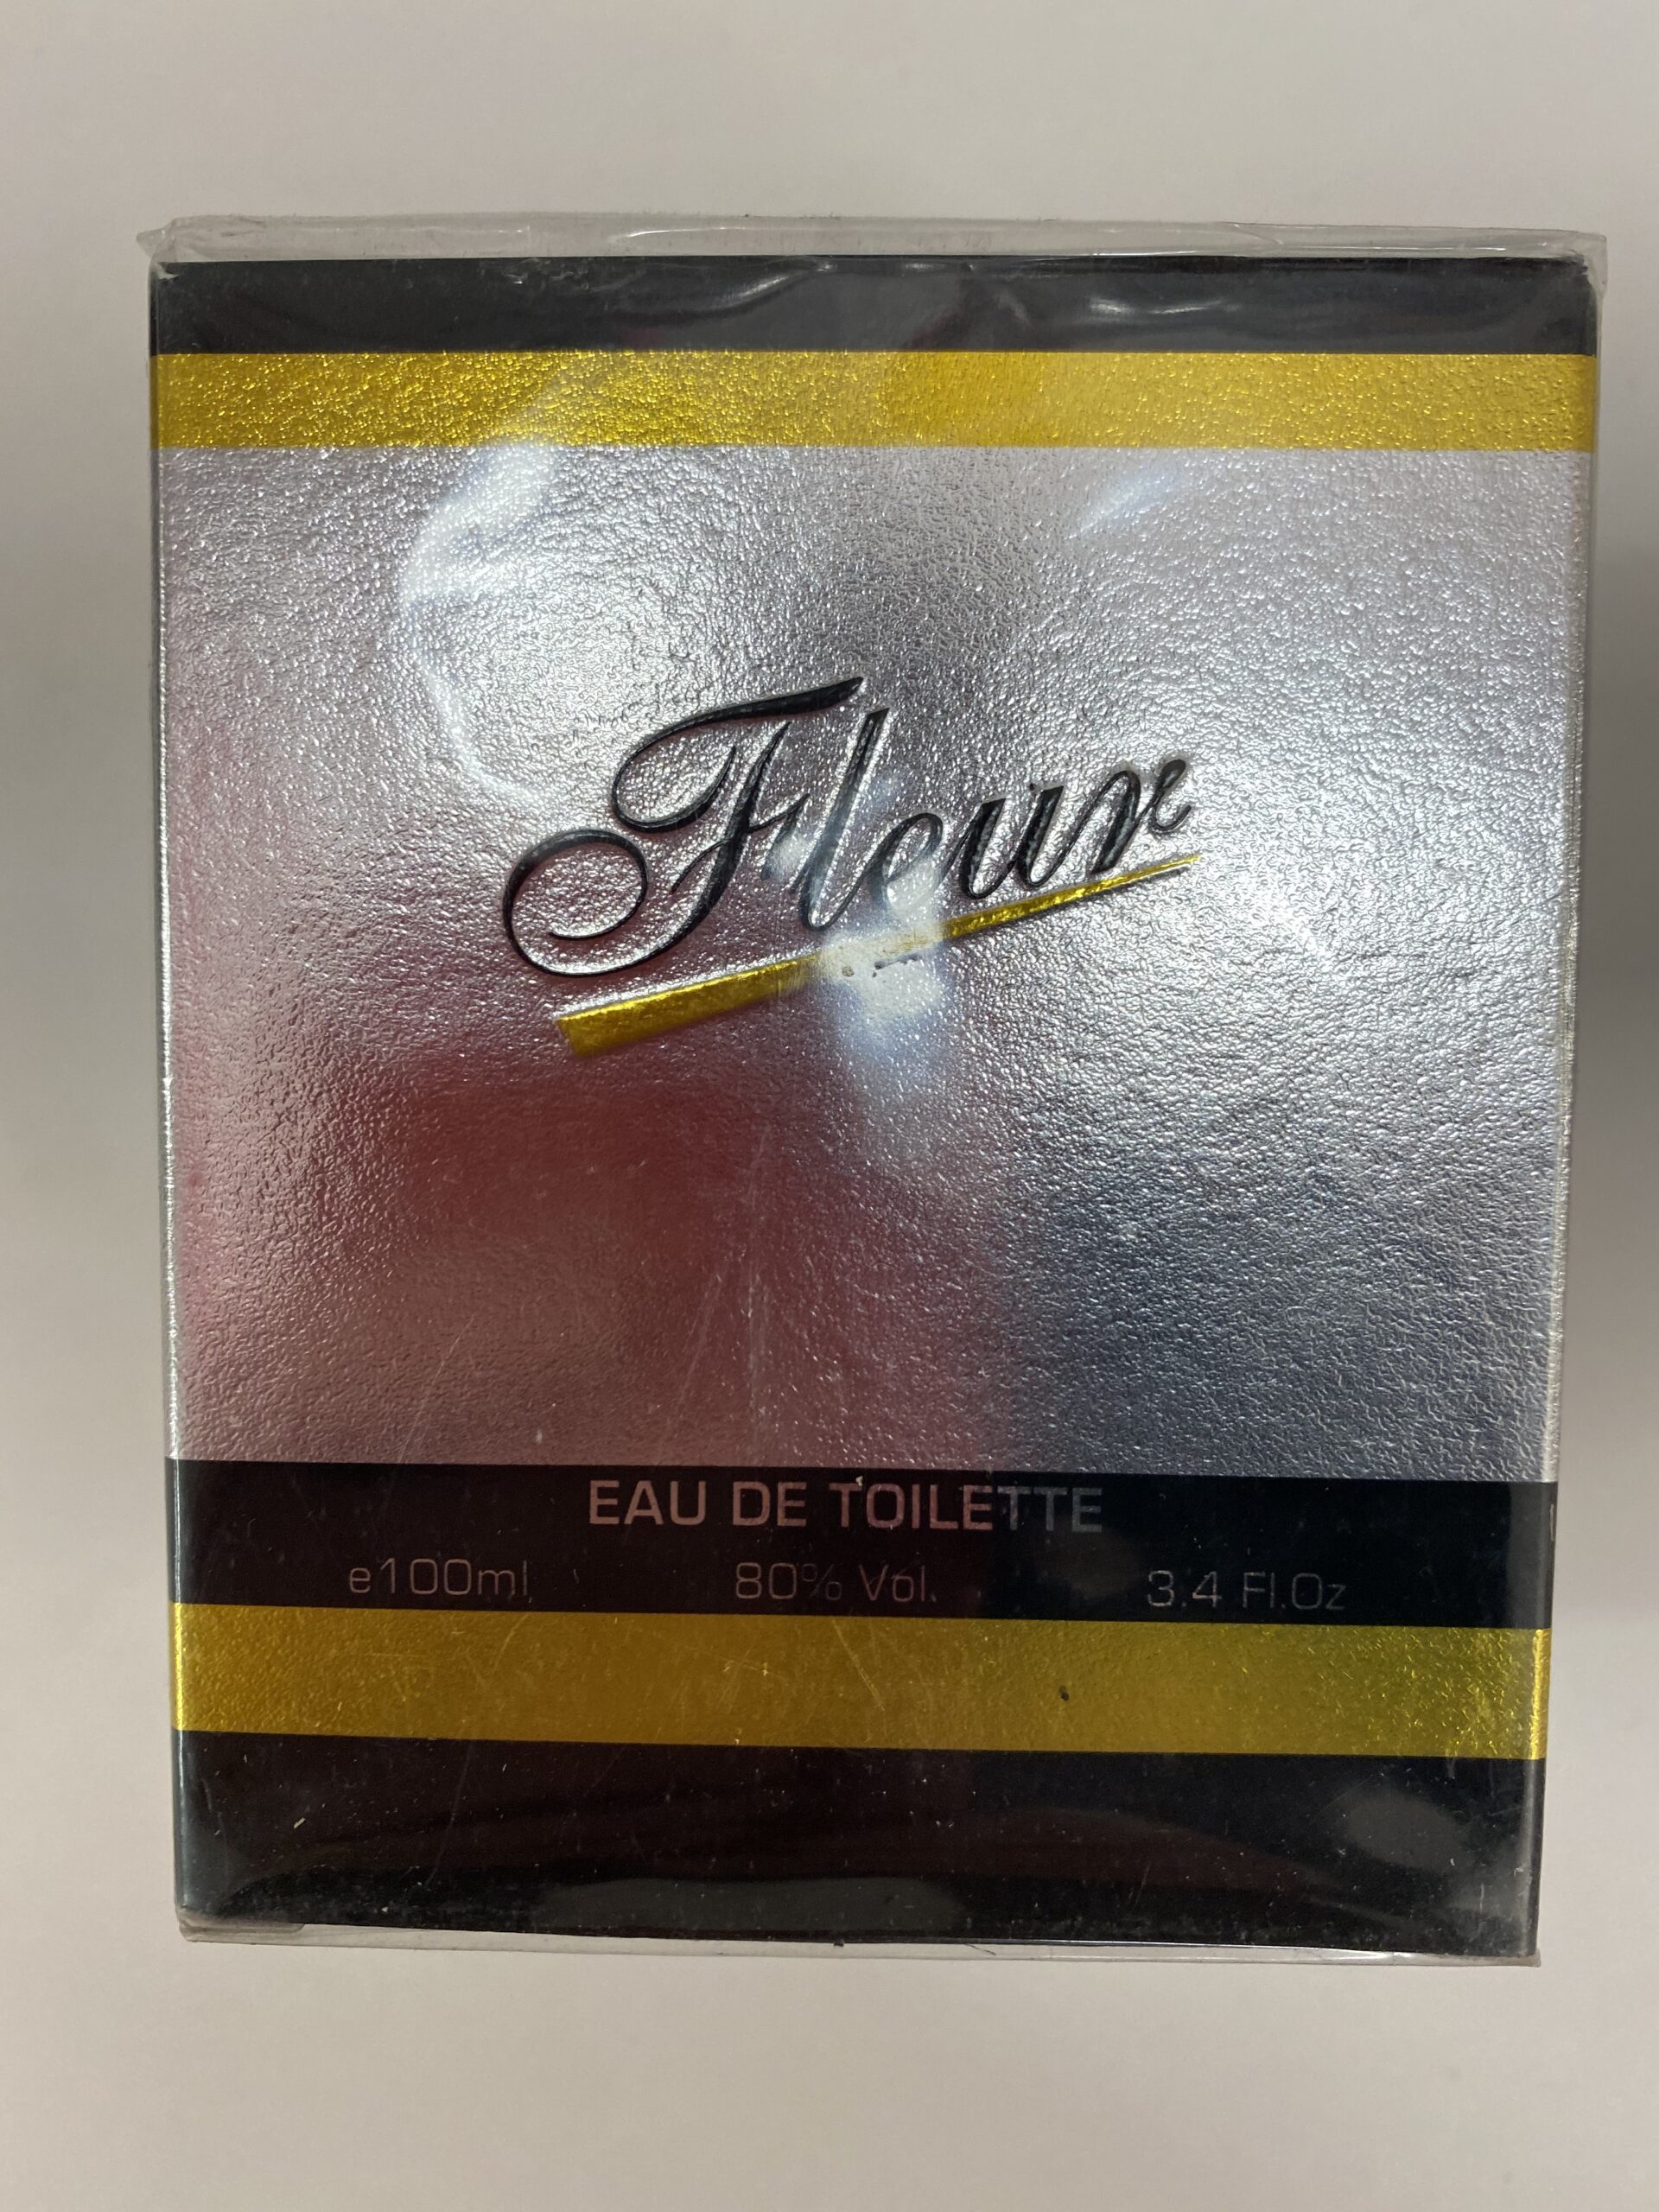 Fleur
EAU DE TOILETTE
e100ml 80% Vol. 3.4 Fl.Oz